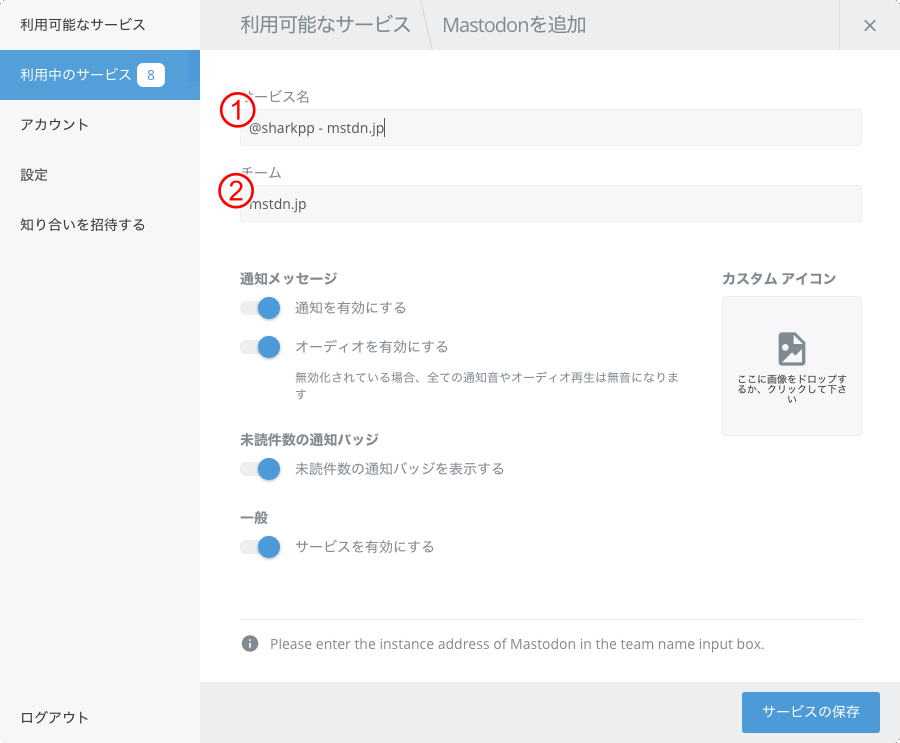 利用可能なサービス
利用中のサービス 8
アカウント
設定
知り合いを招待する
ログアウト
利用可能なサービス Mastodonを追加 ×
サービス名
① @sharkpp - mstdn.jp
チーム
② mstdn.jp
通知メッセージ
通知を有効にする
オーディオを有効にする
無効化されている場合、全ての通知音やオーディオ再生は無音になりま
す
未読件数の通知バッジ
未読件数の通知バッジを表示する
一般
サービスを有効にする
カスタム アイコン
ここに画像をドロップす
るか、クリックして下さ
い
Please enter the instance address of Mastodon in the team name input box.
サービスの保存